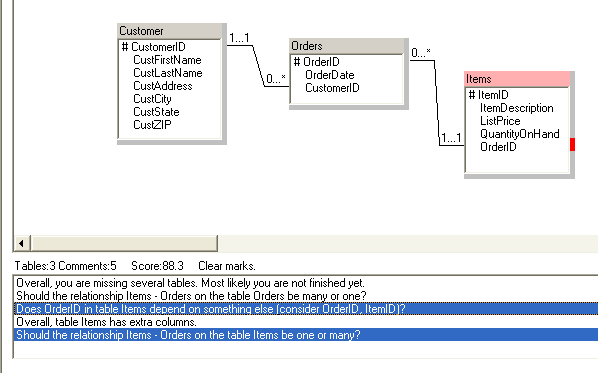 Customer
# CustomerID
CustFirstName
CustLastName
CustAddress
CustCity
CustState
CustZIP
1...1
0...*
Orders
# OrderID
OrderDate
CustomerID
0...*
1...1
Items
# ItemID
ItemDescription
ListPrice
QuantityOnHand
OrderID
Tables:3 Comments:5 Score:88.3 Clear marks.
Overall, you are missing several tables. Most likely you are not finished yet.
Should the relationship Items - Orders on the table Orders be many or one?
Does OrderID in table Items depend on something else (consider OrderID, ItemID)?
Overall, table Items has extra columns.
Should the relationship Items - Orders on the table Items be one or many?